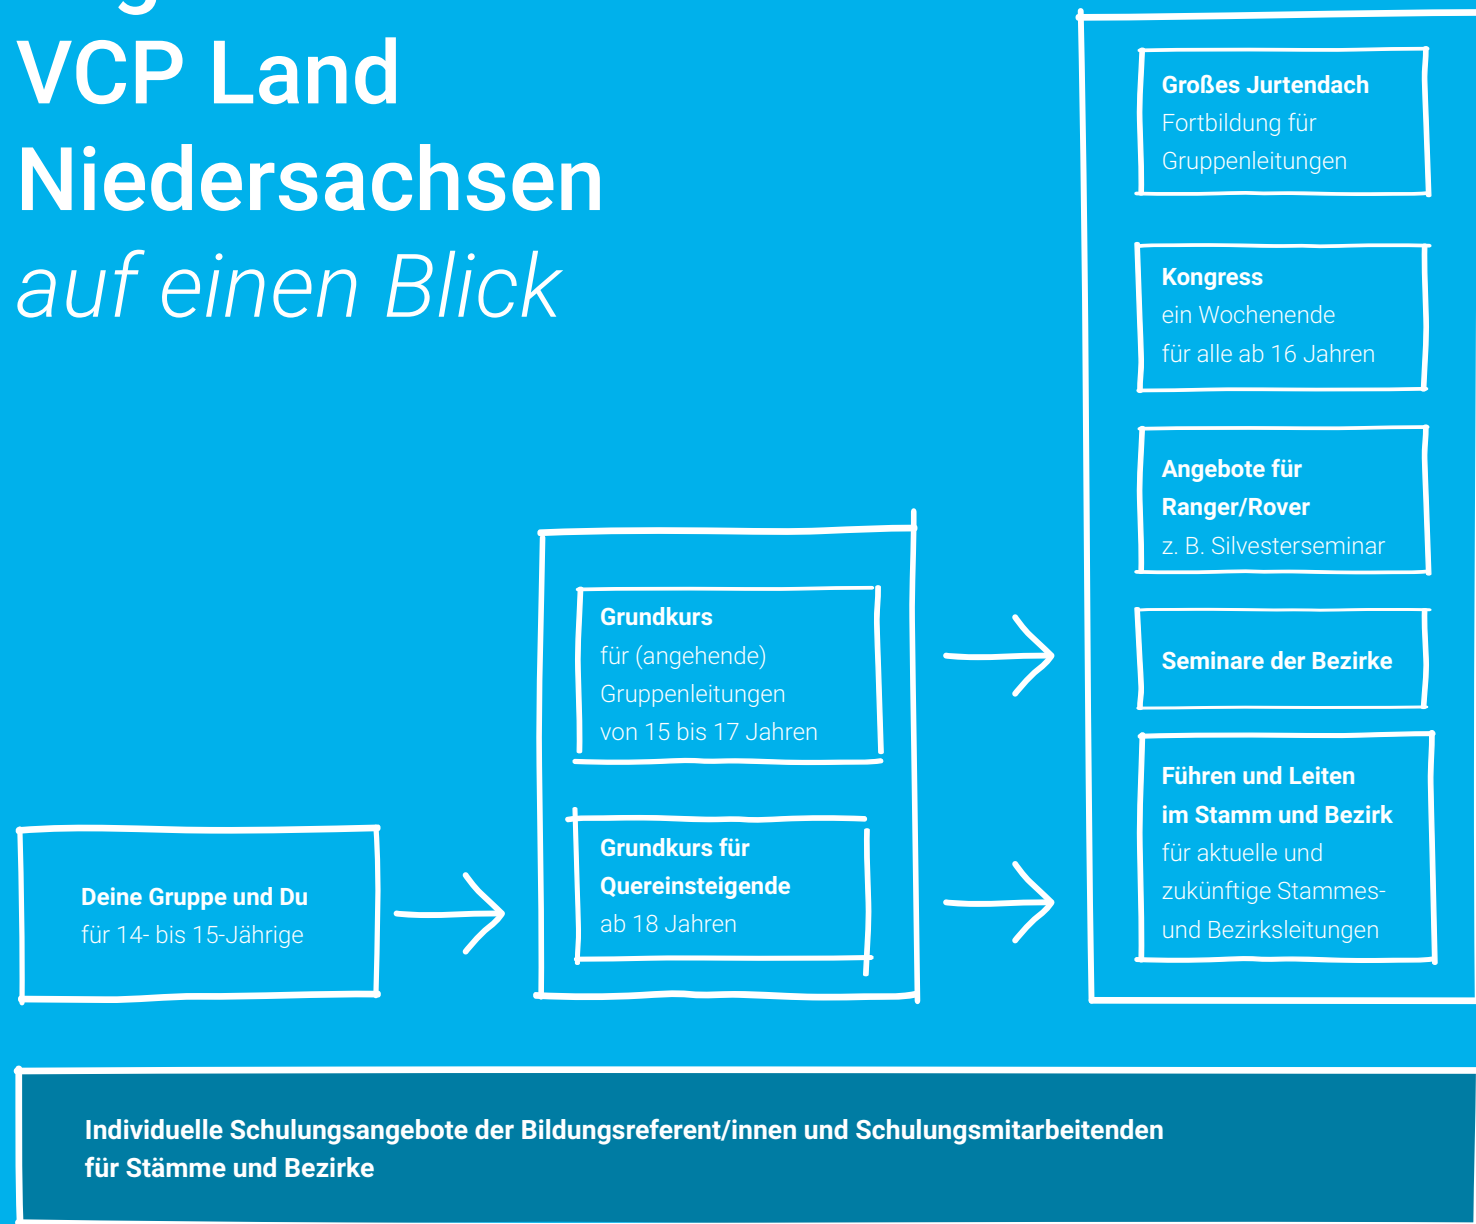 VCP Land
Niedersachsen
auf einen Blick
Großes Jurtendach
Fortbildung für
Gruppenleitungen
Kongress
ein Wochenende
für alle ab 16 Jahren
Angebote für
Ranger/Rover
z. B. Silvesterseminar
Seminare der Bezirke
Führen und Leiten
im Stamm und Bezirk
für aktuelle und
zukünftige Stammes-
und Bezirksleitungen
Grundkurs
für (angehende)
Gruppenleitungen
von 15 bis 17 Jahren
Grundkurs für
Quereinsteigende
ab 18 Jahren
Deine Gruppe und Du
für 14- bis 15-Jährige
Individuelle Schulungsangebote der Bildungsreferent/innen und Schulungsmitarbeitenden
für Stämme und Bezirke